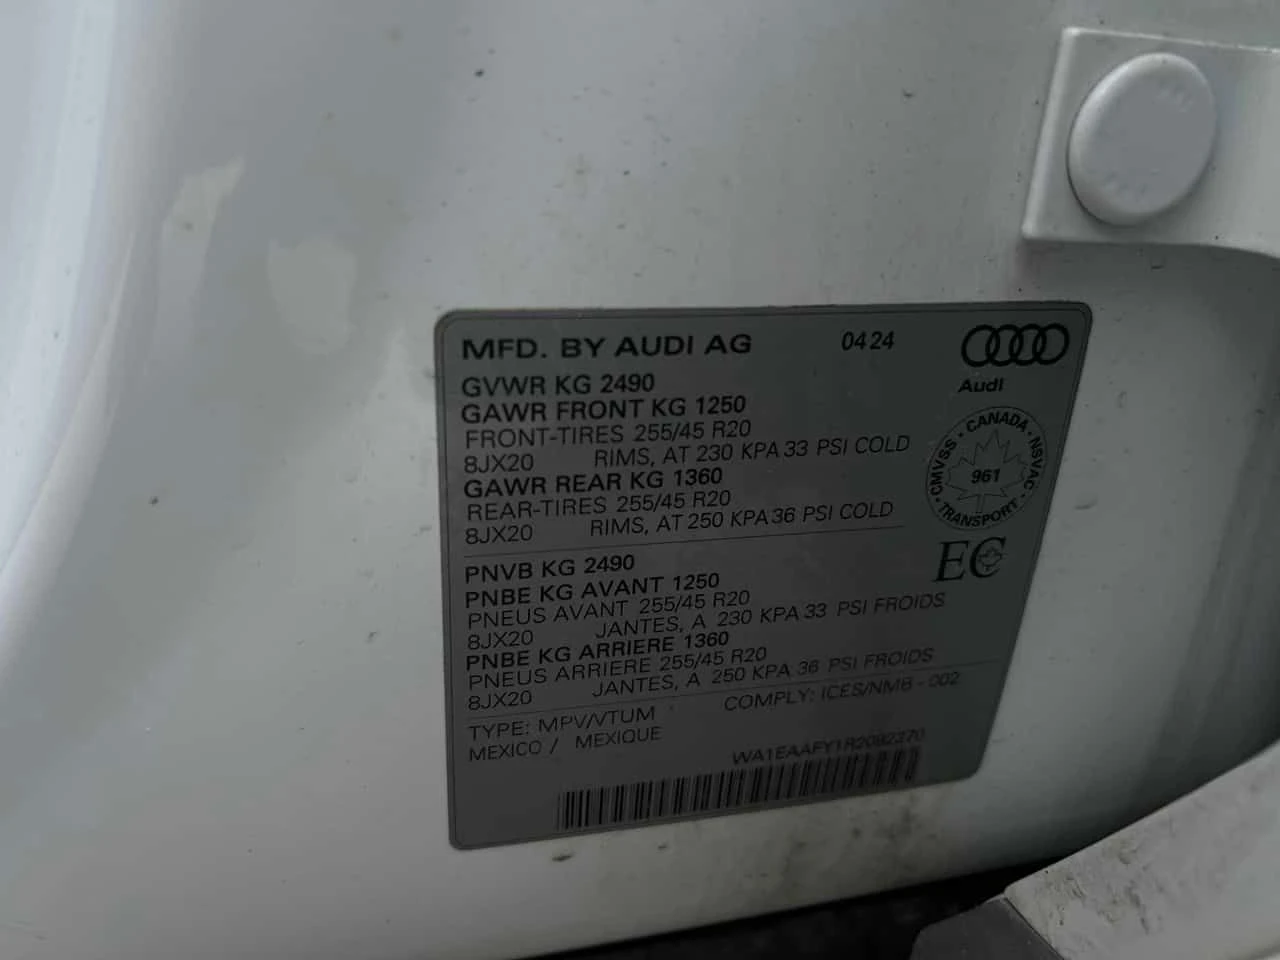 MFD. BY AUDI AG 0424
Audi
GVWR KG 2490
GAWR FRONT KG 1250
FRONT-TIRES 255/45 R20
8JX20 RIMS, AT 230 KPA 33 PSI COLD
GAWR REAR KG 1360
REAR-TIRES 255/45 R20
8JX20 RIMS, AT 250 KPA 36 PSI COLD
CANADA · NSVAC · TRANSPORT · CMVSS ·
961
EC
PNVB KG 2490
PNBE KG AVANT 1250
PNEUS AVANT 255/45 R20
8JX20 JANTES, A 230 KPA 33 PSI FROIDS
PNBE KG ARRIERE 1360
PNEUS ARRIERE 255/45 R20
8JX20 JANTES, A 250 KPA 36 PSI FROIDS
TYPE: MPV/VTUM COMPLY: ICES/NMB - 002
MEXICO / MEXIQUE
WA1EAAFY1R2092270